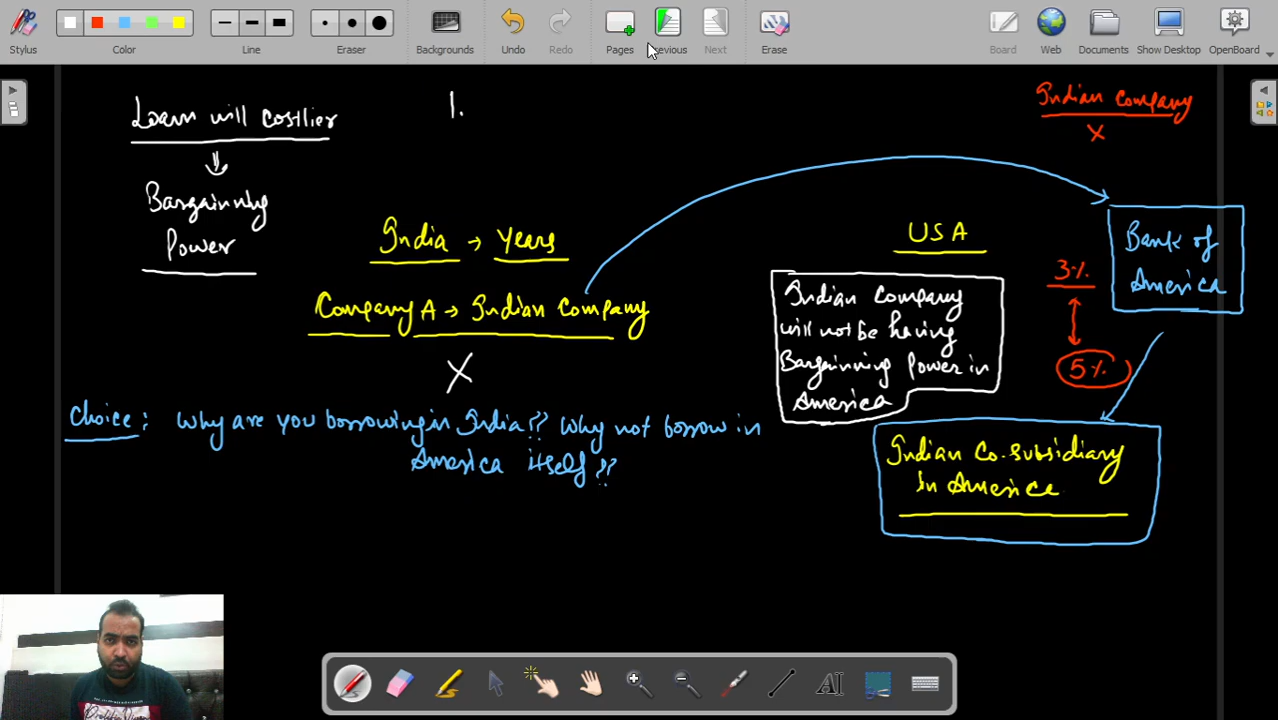 Stylus
Color
Line
Eraser
Backgrounds
Undo
Redo
Pages
Previous
Next
Erase
Board
Web
Documents
Show Desktop
OpenBoard
Loan will costlier
⇓
Bargainning
Power
1.
India → Years
Company A → Indian Company
X
Choice: Why are you borrowing in India?? Why not borrow in
America itself??
USA
Indian Company
will not be having
Bargainning Power in
America
Indian Company
X
Bank of
America
3%
5%
Indian Co. subsidiary
in America